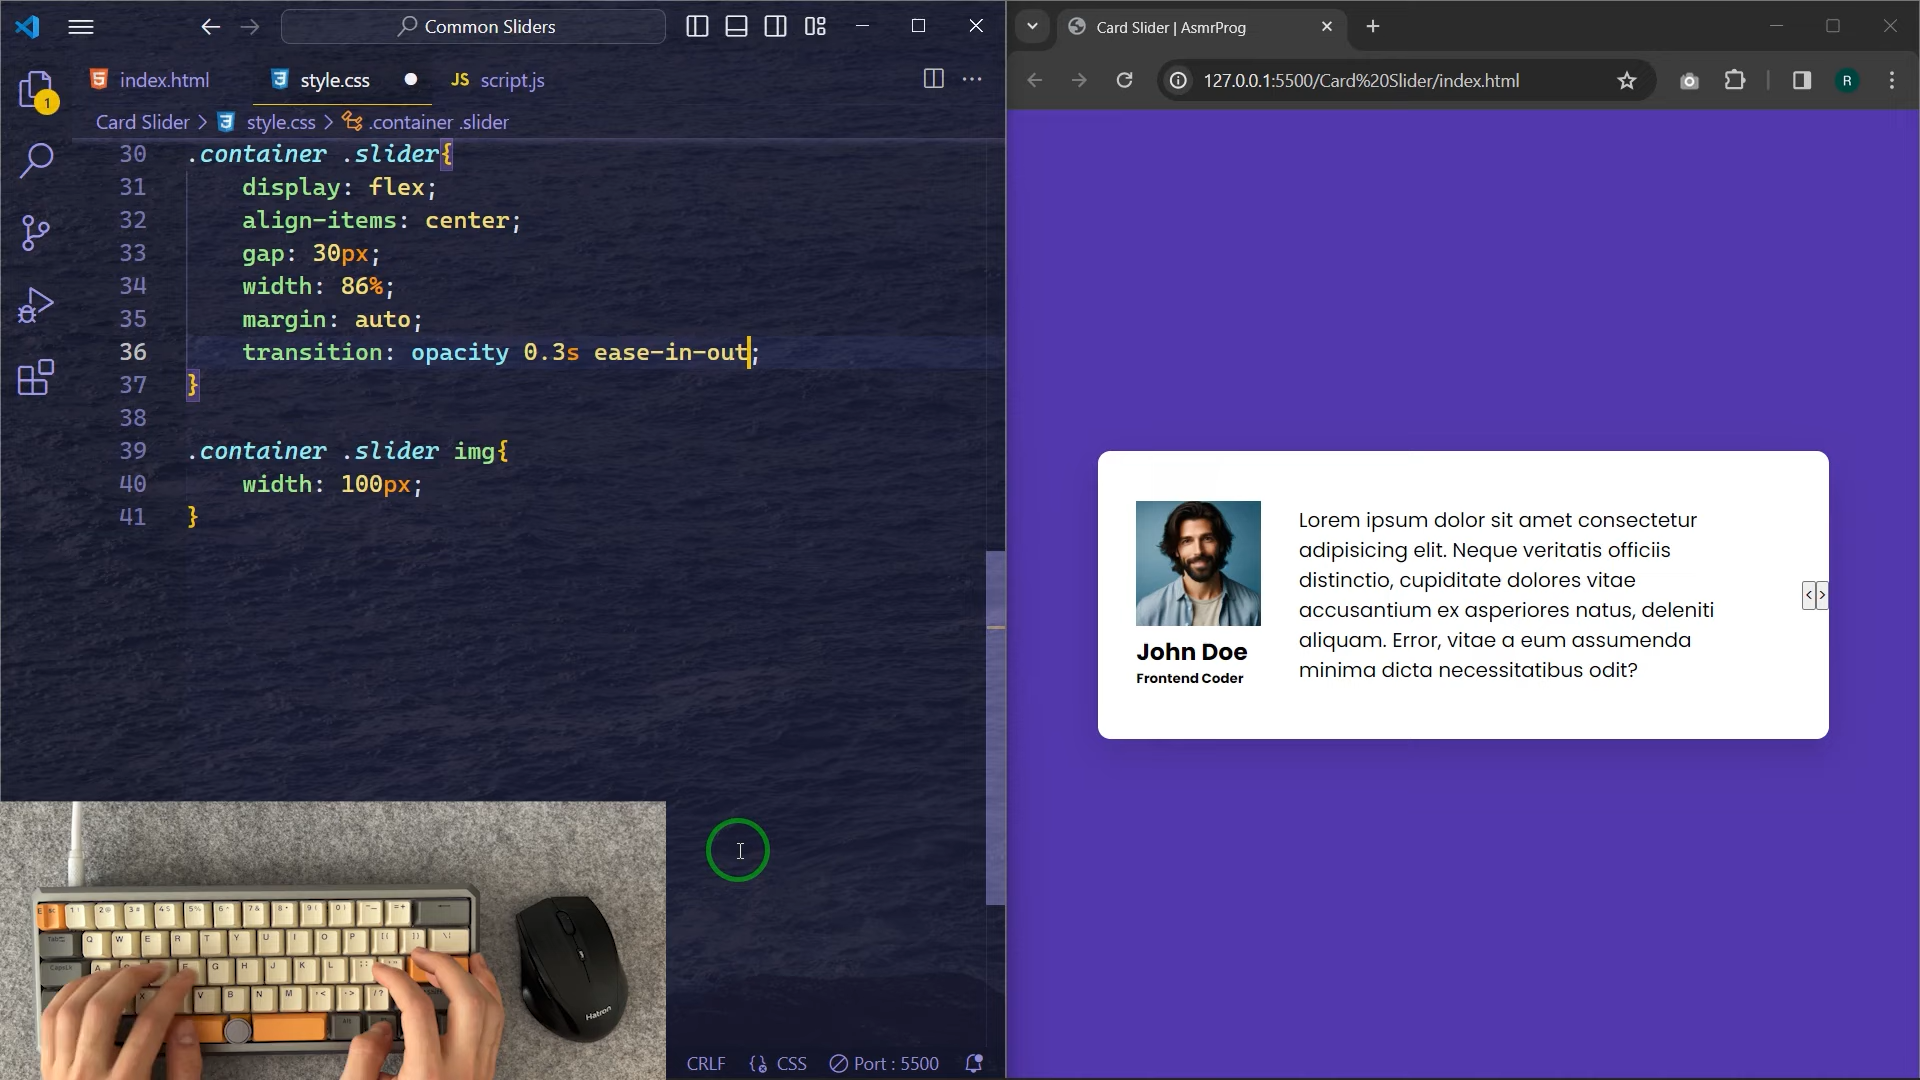 Common Sliders
index.html
style.css
JS script.js
1
Card Slider > style.css > .container .slider
30 .container .slider{
31 display: flex;
32 align-items: center;
33 gap: 30px;
34 width: 86%;
35 margin: auto;
36 transition: opacity 0.3s ease-in-out;
37 }
38
39 .container .slider img{
40 width: 100px;
41 }
CRLF {} CSS Port : 5500
Hatron
Card Slider | AsmrProg
127.0.0.1:5500/Card%20Slider/index.html
R
Lorem ipsum dolor sit amet consectetur
adipisicing elit. Neque veritatis officiis
distinctio, cupiditate dolores vitae
accusantium ex asperiores natus, deleniti
aliquam. Error, vitae a eum assumenda
minima dicta necessitatibus odit?
John Doe
Frontend Coder
< >